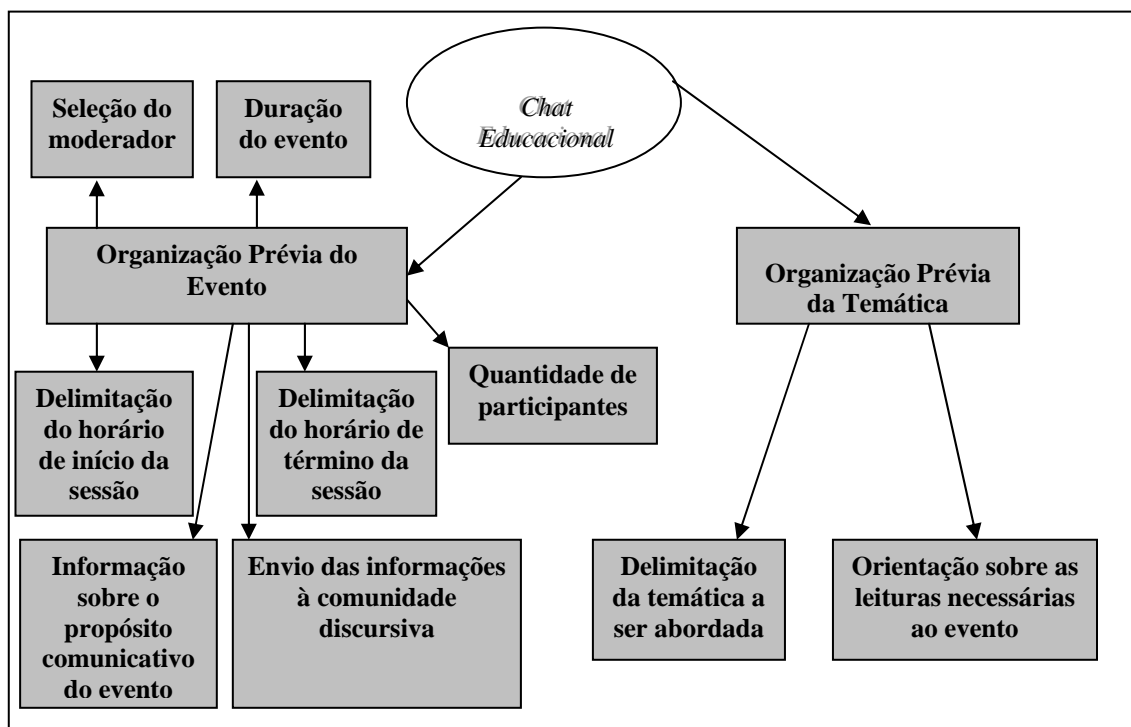 Chat
Educacional
Seleção do
moderador
Duração
do evento
Organização Prévia do
Evento
Organização Prévia
da Temática
Quantidade de
participantes
Delimitação
do horário
de início da
sessão
Delimitação
do horário de
término da
sessão
Informação
sobre o
propósito
comunicativo
do evento
Envio das informações
à comunidade
discursiva
Delimitação
da temática a
ser abordada
Orientação sobre as
leituras necessárias
ao evento